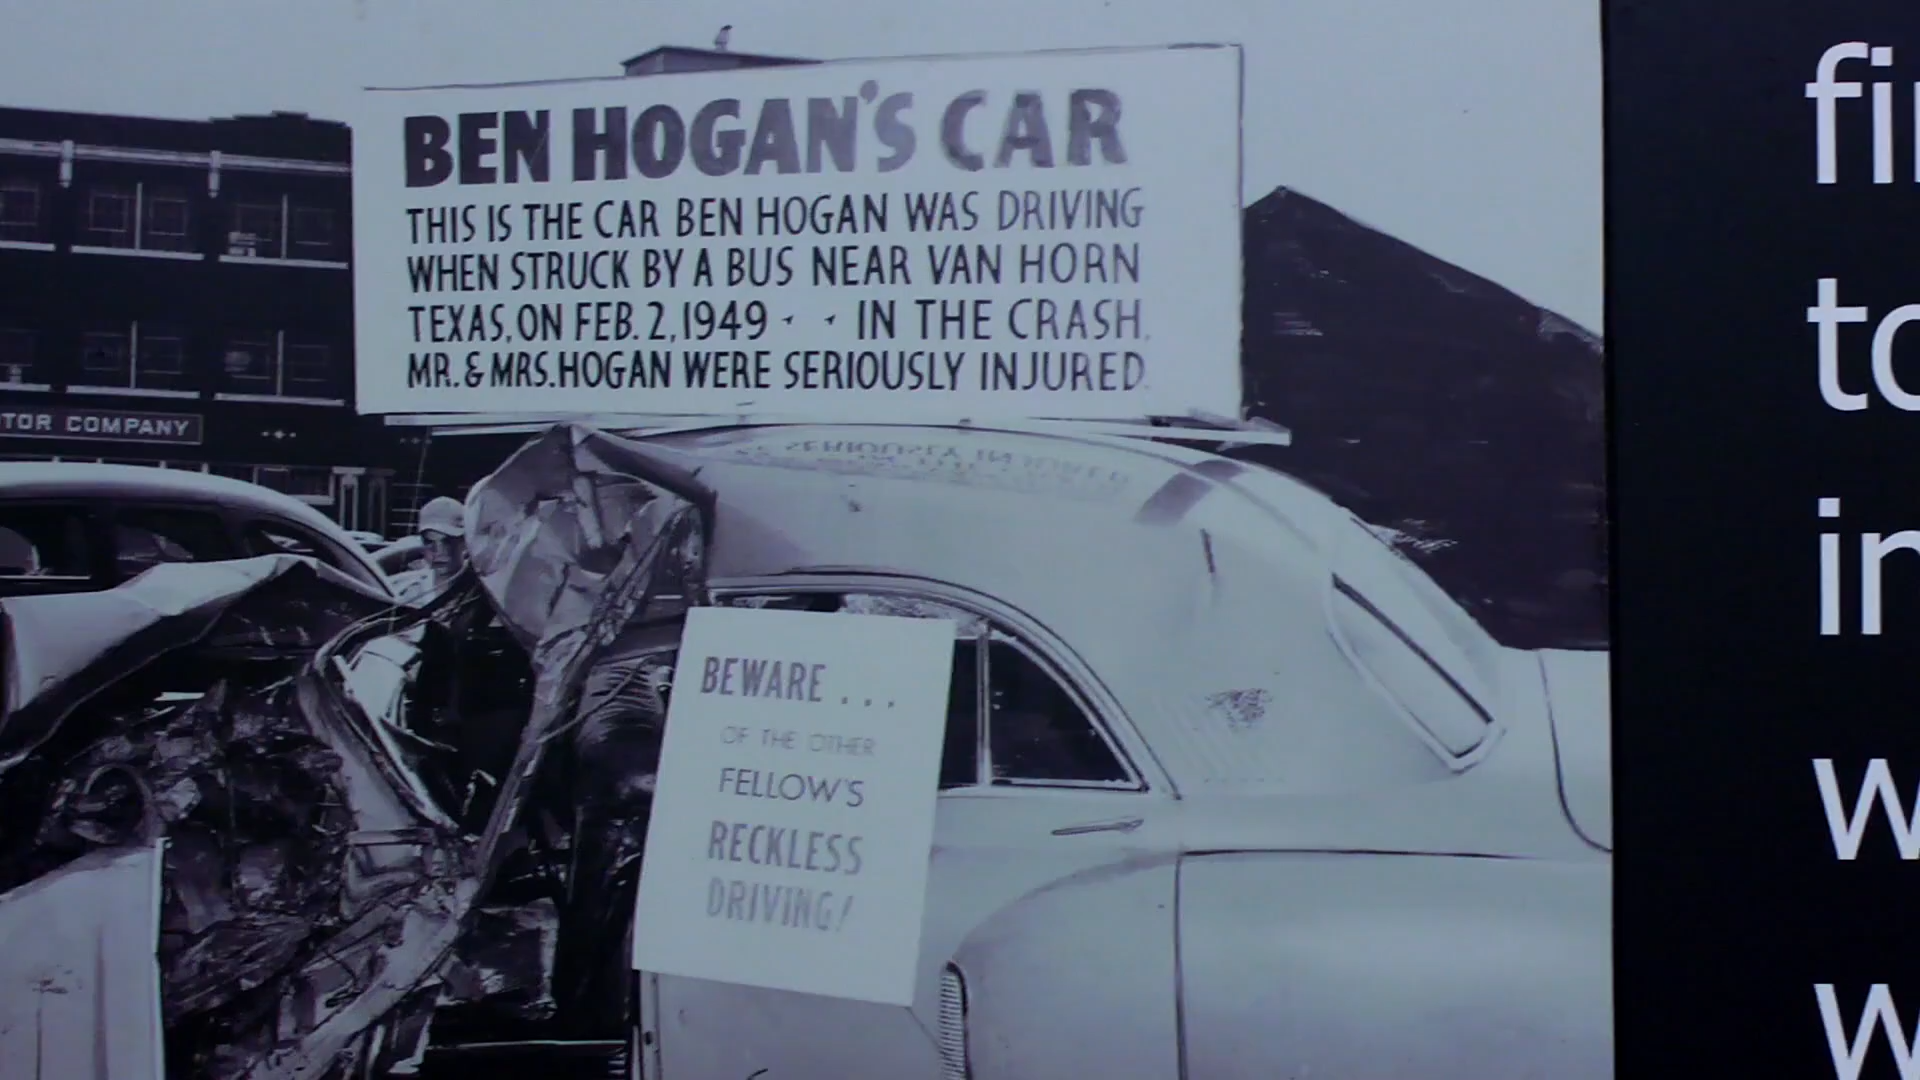 BEN HOGAN'S CAR
THIS IS THE CAR BEN HOGAN WAS DRIVING
WHEN STRUCK BY A BUS NEAR VAN HORN
TEXAS, ON FEB. 2, 1949 - - IN THE CRASH,
MR. & MRS. HOGAN WERE SERIOUSLY INJURED.
TOR COMPANY
BEWARE...
OF THE OTHER
FELLOW'S
RECKLESS
DRIVING!